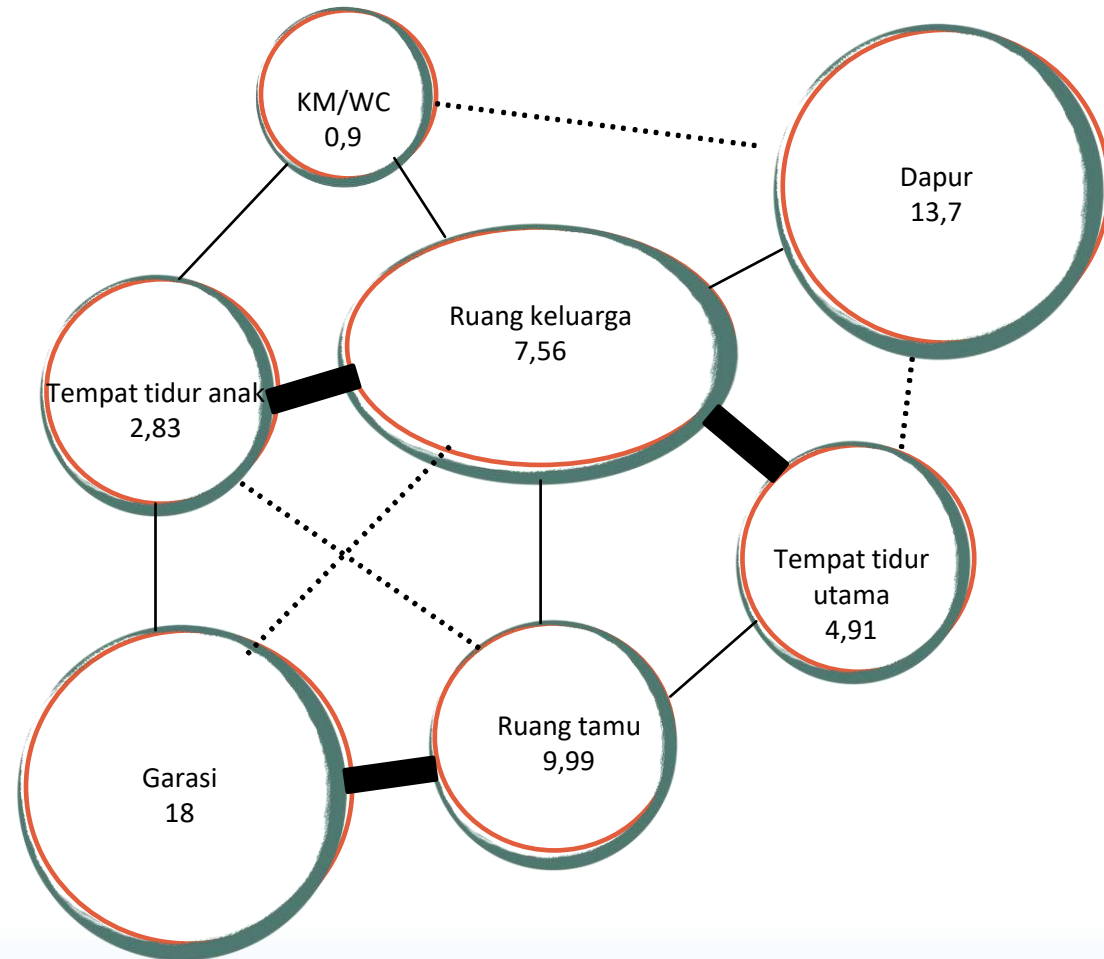 KM/WC
0,9
Dapur
13,7
Ruang keluarga
7,56
Tempat tidur anak
2,83
Tempat tidur
utama
4,91
Ruang tamu
9,99
Garasi
18